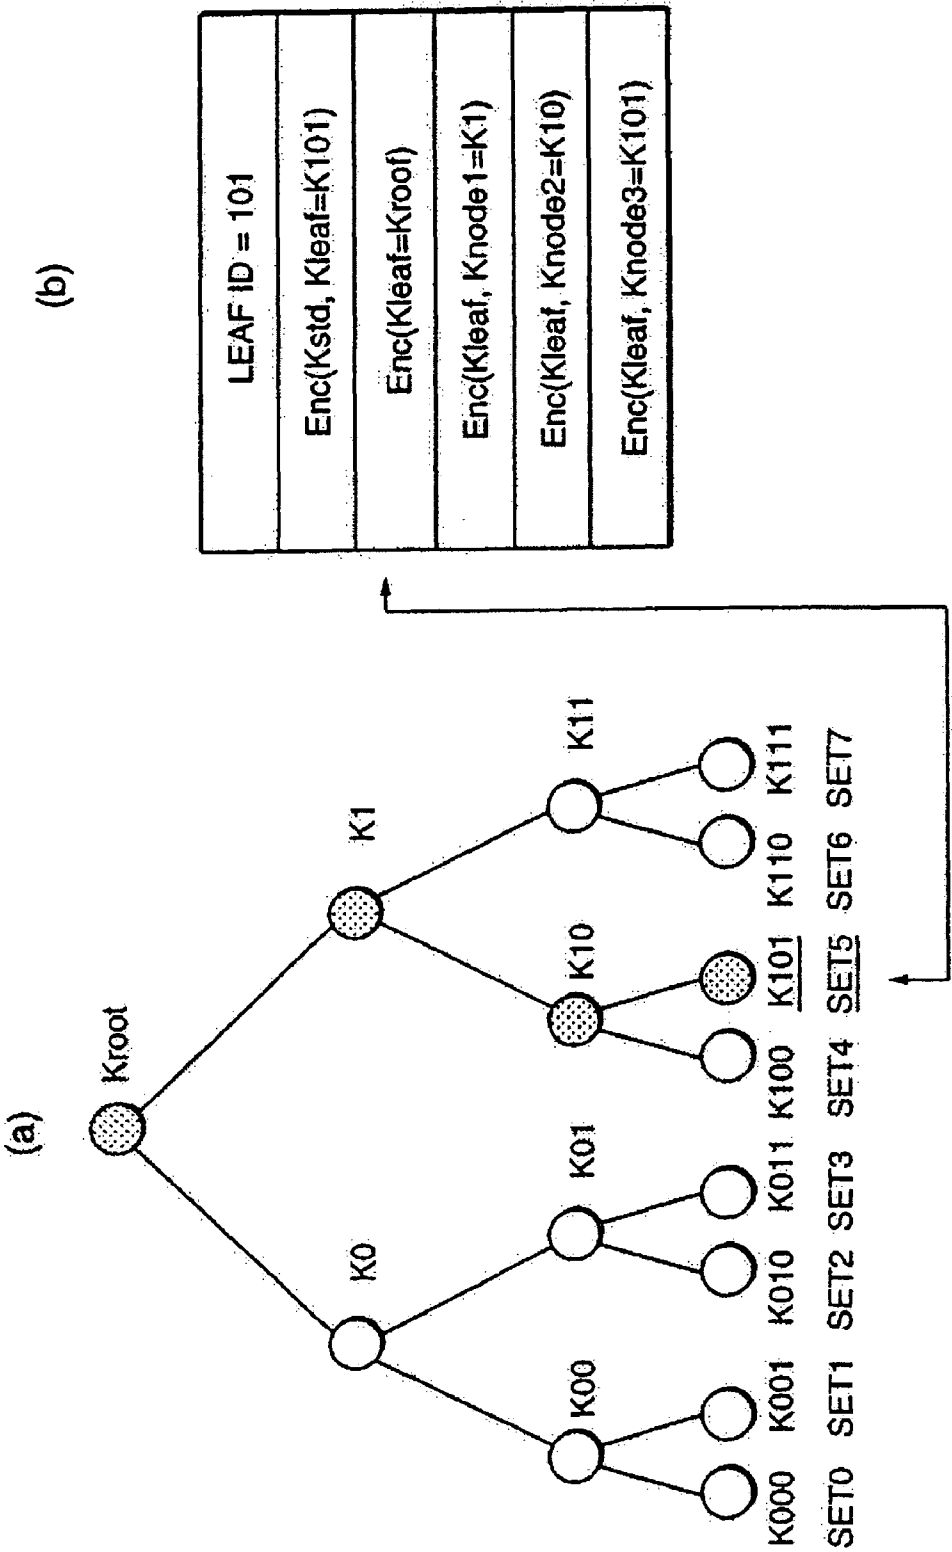 (a)
Kroot
K0
K1
K00
K01
K10
K11
K000 K001 K010 K011 K100 K101 K110 K111
SET0 SET1 SET2 SET3 SET4 SET5 SET6 SET7
(b)
LEAF ID = 101
Enc(Kstd, Kleaf=K101)
Enc(Kleaf=Kroof)
Enc(Kleaf, Knode1=K1)
Enc(Kleaf, Knode2=K10)
Enc(Kleaf, Knode3=K101)